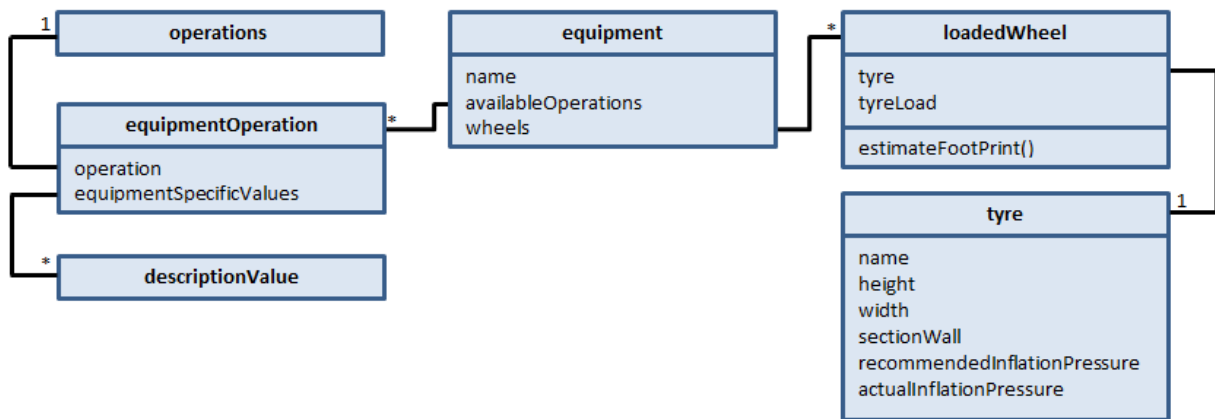 1
operations
equipmentOperation
operation
equipmentSpecificValues
*
descriptionValue
*
equipment
name
availableOperations
wheels
*
loadedWheel
tyre
tyreLoad
estimateFootPrint()
1
tyre
name
height
width
sectionWall
recommendedInflationPressure
actualInflationPressure